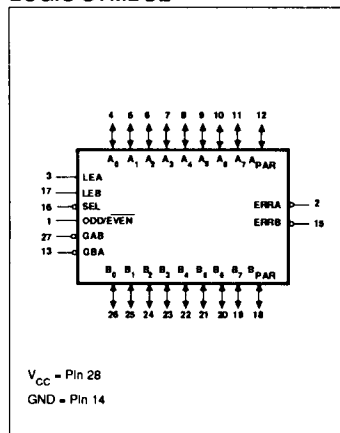 4 5 6 7 8 9 10 11 12
A0 A1 A2 A3 A4 A5 A6 A7 APAR
3 LEA
17 LEB
16 SEL
1 ODD/EVEN
27 GAB
13 GBA
ERRA 2
ERRB 15
B0 B1 B2 B3 B4 B5 B6 B7 BPAR
26 25 24 23 22 21 20 19 18
VCC = Pin 28
GND = Pin 14